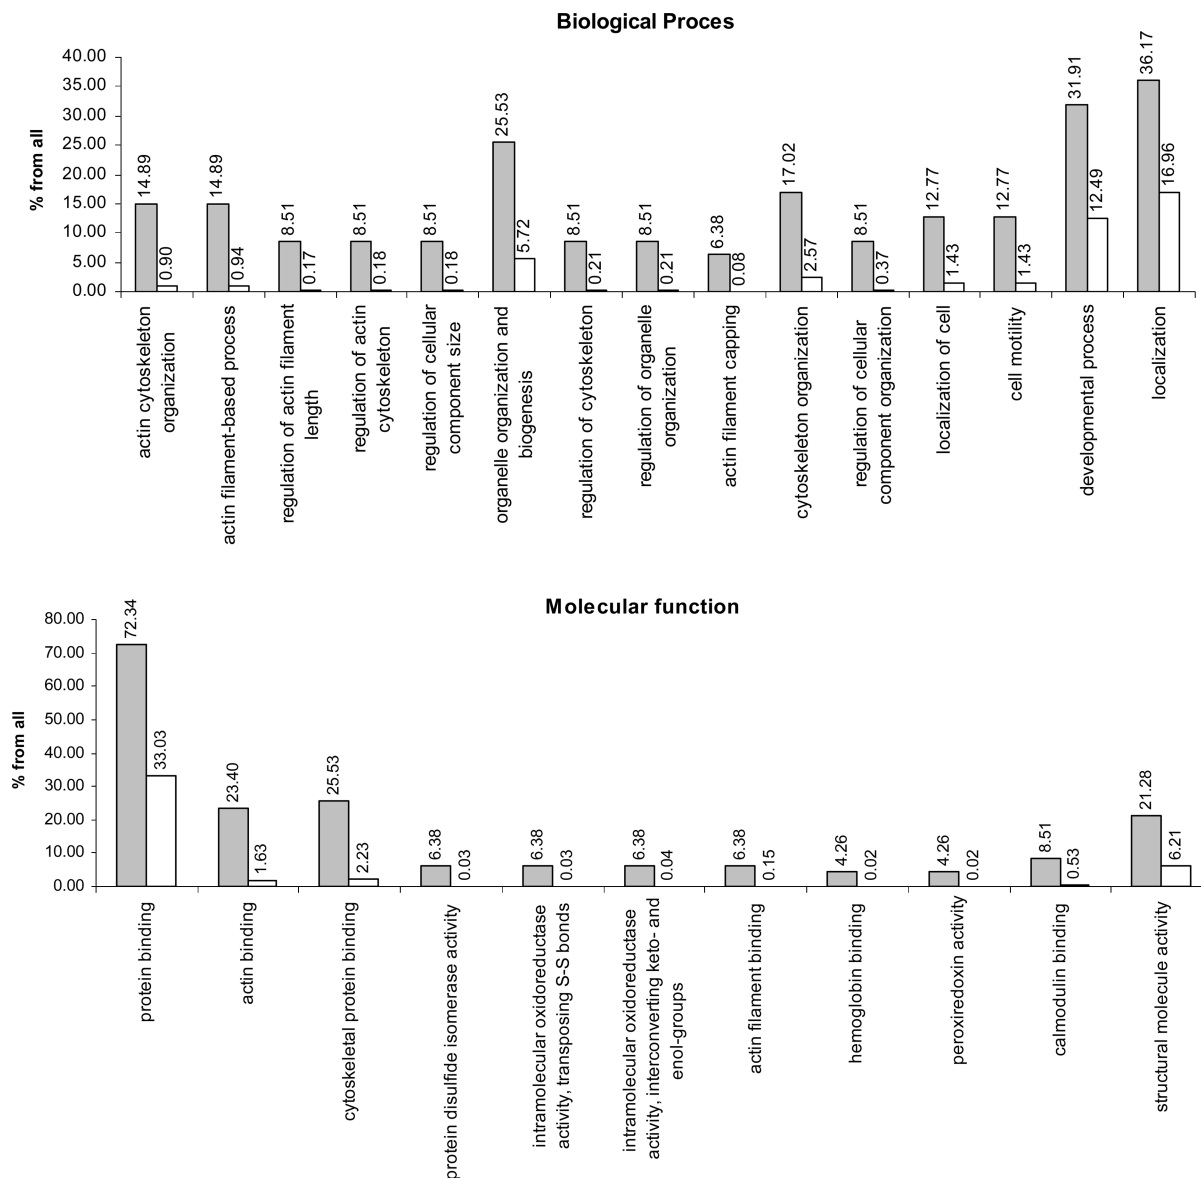 Biological Proces
% from all
40.00
35.00
30.00
25.00
20.00
15.00
10.00
5.00
0.00
14.89
0.90
14.89
0.94
8.51
0.17
8.51
0.18
8.51
0.18
25.53
5.72
8.51
0.21
8.51
0.21
6.38
0.08
17.02
2.57
8.51
0.37
12.77
1.43
12.77
1.43
31.91
12.49
36.17
16.96
actin cytoskeleton
organization
actin filament-based process
regulation of actin filament
length
regulation of actin
cytoskeleton
regulation of cellular
component size
organelle organization and
biogenesis
regulation of cytoskeleton
regulation of organelle
organization
actin filament capping
cytoskeleton organization
regulation of cellular
component organization
localization of cell
cell motility
developmental process
localization
Molecular function
% from all
80.00
70.00
60.00
50.00
40.00
30.00
20.00
10.00
0.00
72.34
33.03
23.40
1.63
25.53
2.23
6.38
0.03
6.38
0.03
6.38
0.04
6.38
0.15
4.26
0.02
4.26
0.02
8.51
0.53
21.28
6.21
protein binding
actin binding
cytoskeletal protein binding
protein disulfide isomerase activity
intramolecular oxidoreductase
activity, transposing S-S bonds
intramolecular oxidoreductase
activity, interconverting keto- and
enol-groups
actin filament binding
hemoglobin binding
peroxiredoxin activity
calmodulin binding
structural molecule activity